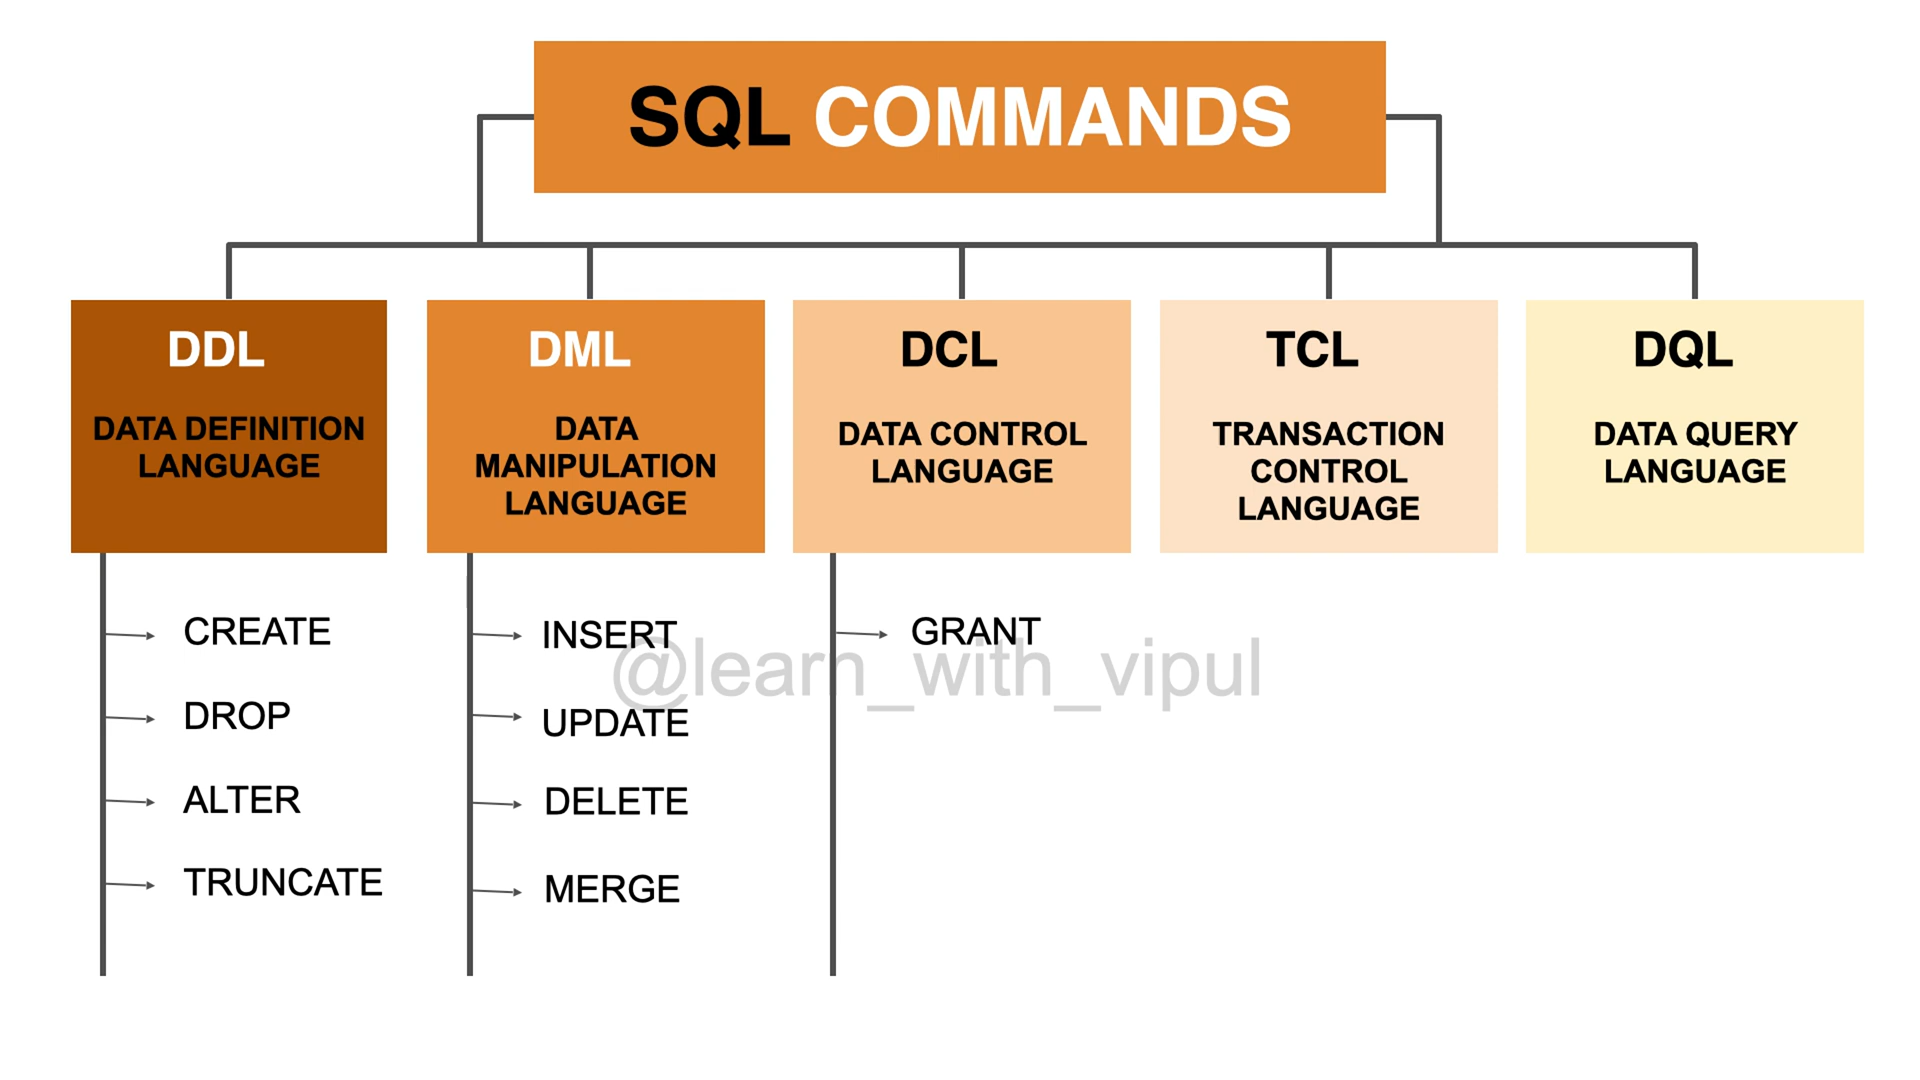 SQL COMMANDS
DDL
DATA DEFINITION
LANGUAGE
CREATE
DROP
ALTER
TRUNCATE
DML
DATA
MANIPULATION
LANGUAGE
INSERT
UPDATE
DELETE
MERGE
DCL
DATA CONTROL
LANGUAGE
GRANT
TCL
TRANSACTION
CONTROL
LANGUAGE
DQL
DATA QUERY
LANGUAGE
@learn_with_vipul